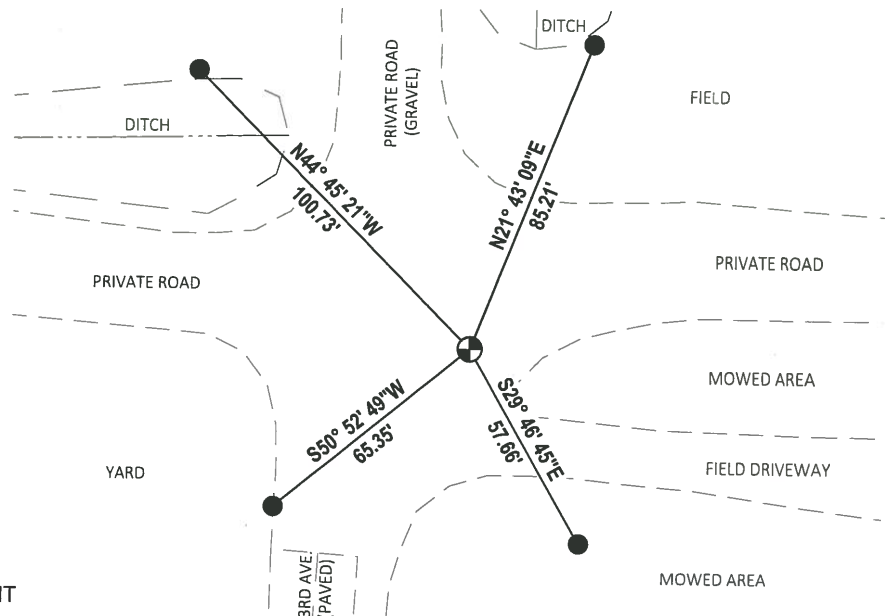 DITCH
PRIVATE ROAD
(GRAVEL)
FIELD
DITCH
N44° 45' 21"W
100.73'
N21° 43' 09"E
85.21'
PRIVATE ROAD
PRIVATE ROAD
MOWED AREA
S50° 52' 49"W
65.35'
S29° 46' 45"E
57.66'
YARD
FIELD DRIVEWAY
3RD AVE.
(PAVED)
MOWED AREA